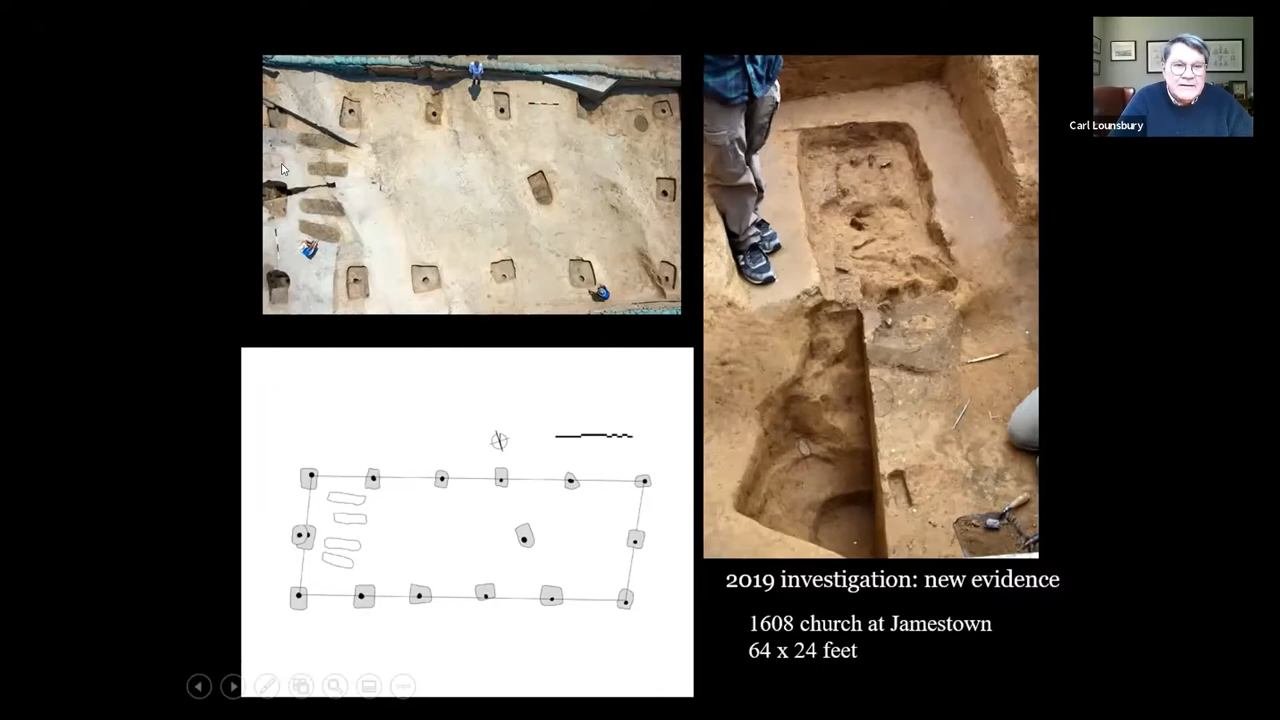 Carl Lounsbury
2019 investigation: new evidence
1608 church at Jamestown
64 x 24 feet